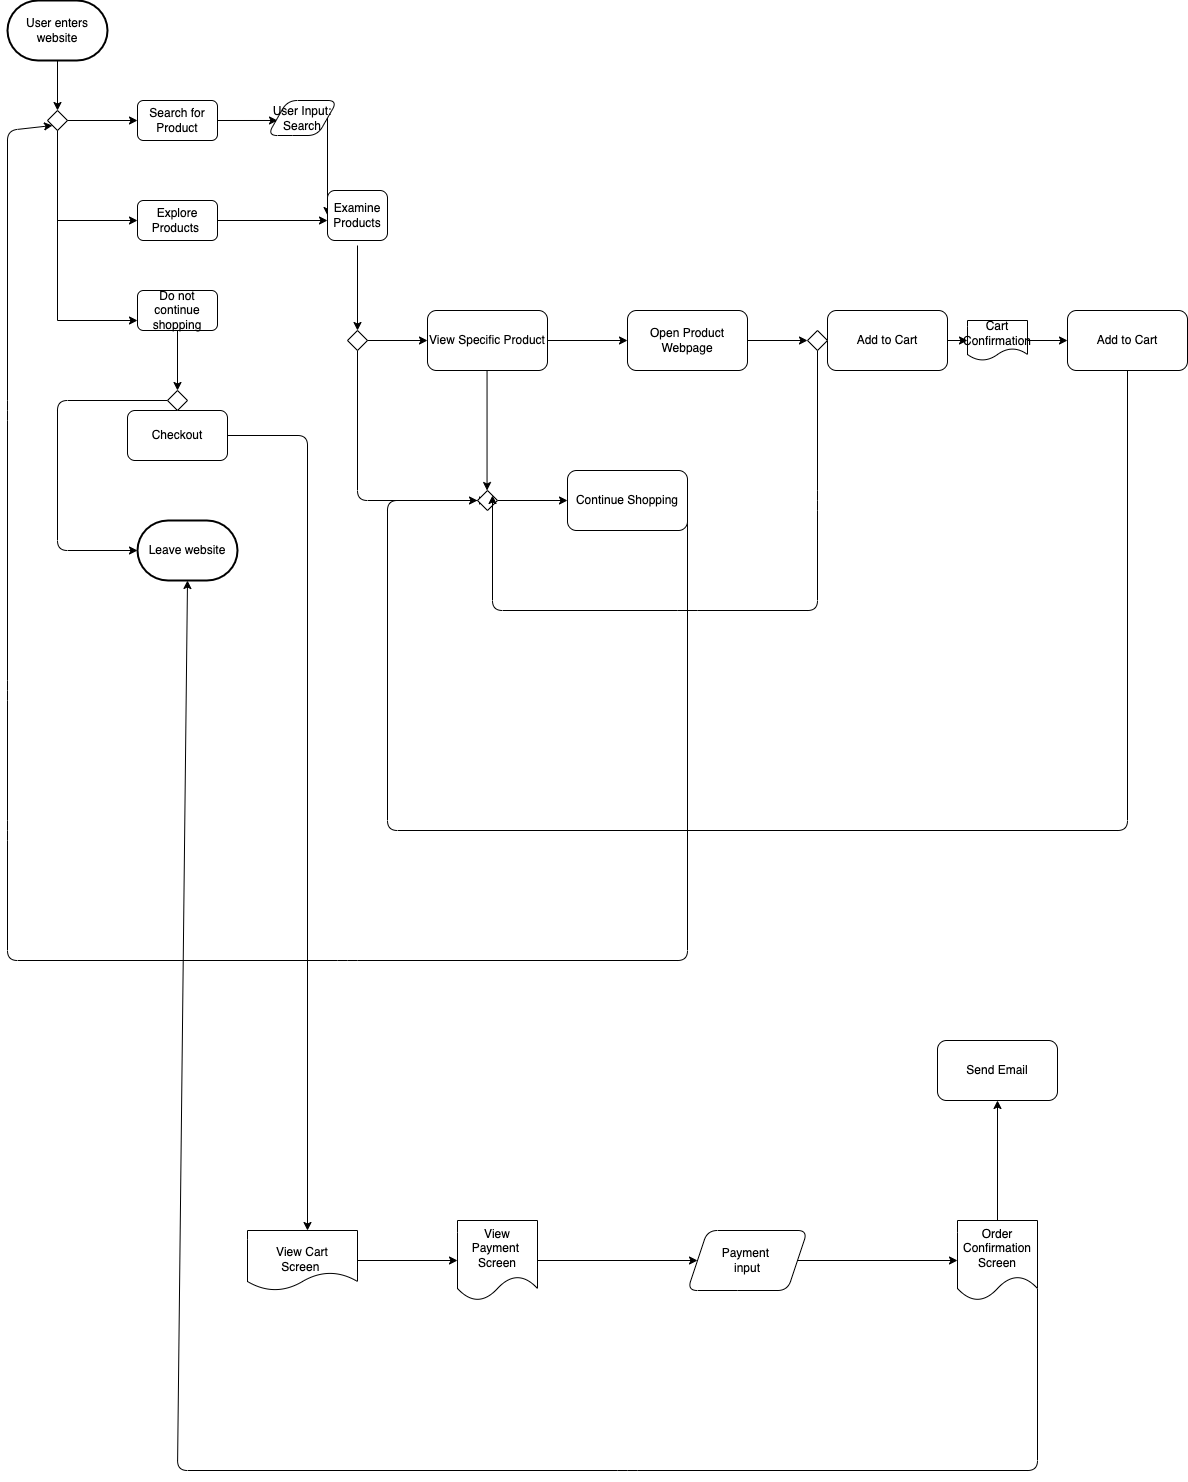 User enters
website
Search for
Product
User Input:
Search
Explore
Products
Examine
Products
Do not
continue
shopping
View Specific Product
Open Product
Webpage
Add to Cart
Cart
Confirmation
Add to Cart
Checkout
Continue Shopping
Leave website
Send Email
View Cart
Screen
View
Payment
Screen
Payment
input
Order
Confirmation
Screen